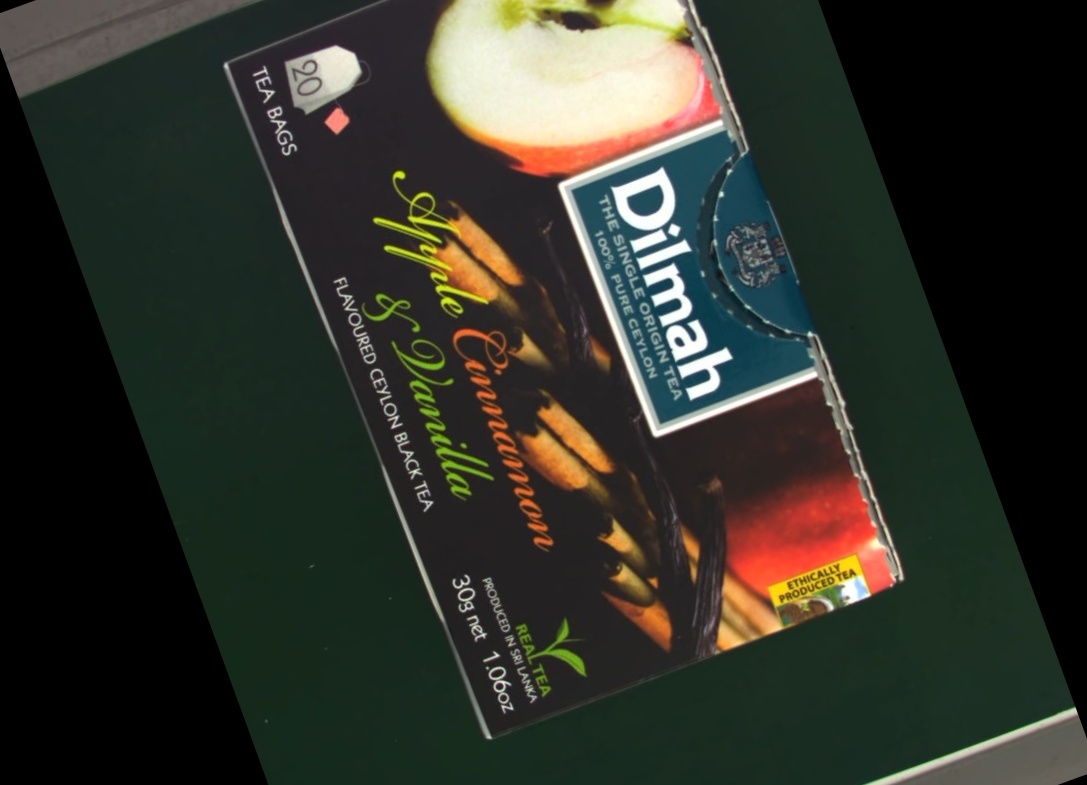 Dilmah
THE SINGLE ORIGIN TEA
100% PURE CEYLON
Apple Cinnamon
& Vanilla
FLAVOURED CEYLON BLACK TEA
20
TEA BAGS
ETHICALLY
PRODUCED TEA
REAL TEA
PRODUCED IN SRI LANKA
30g net 1.06oz